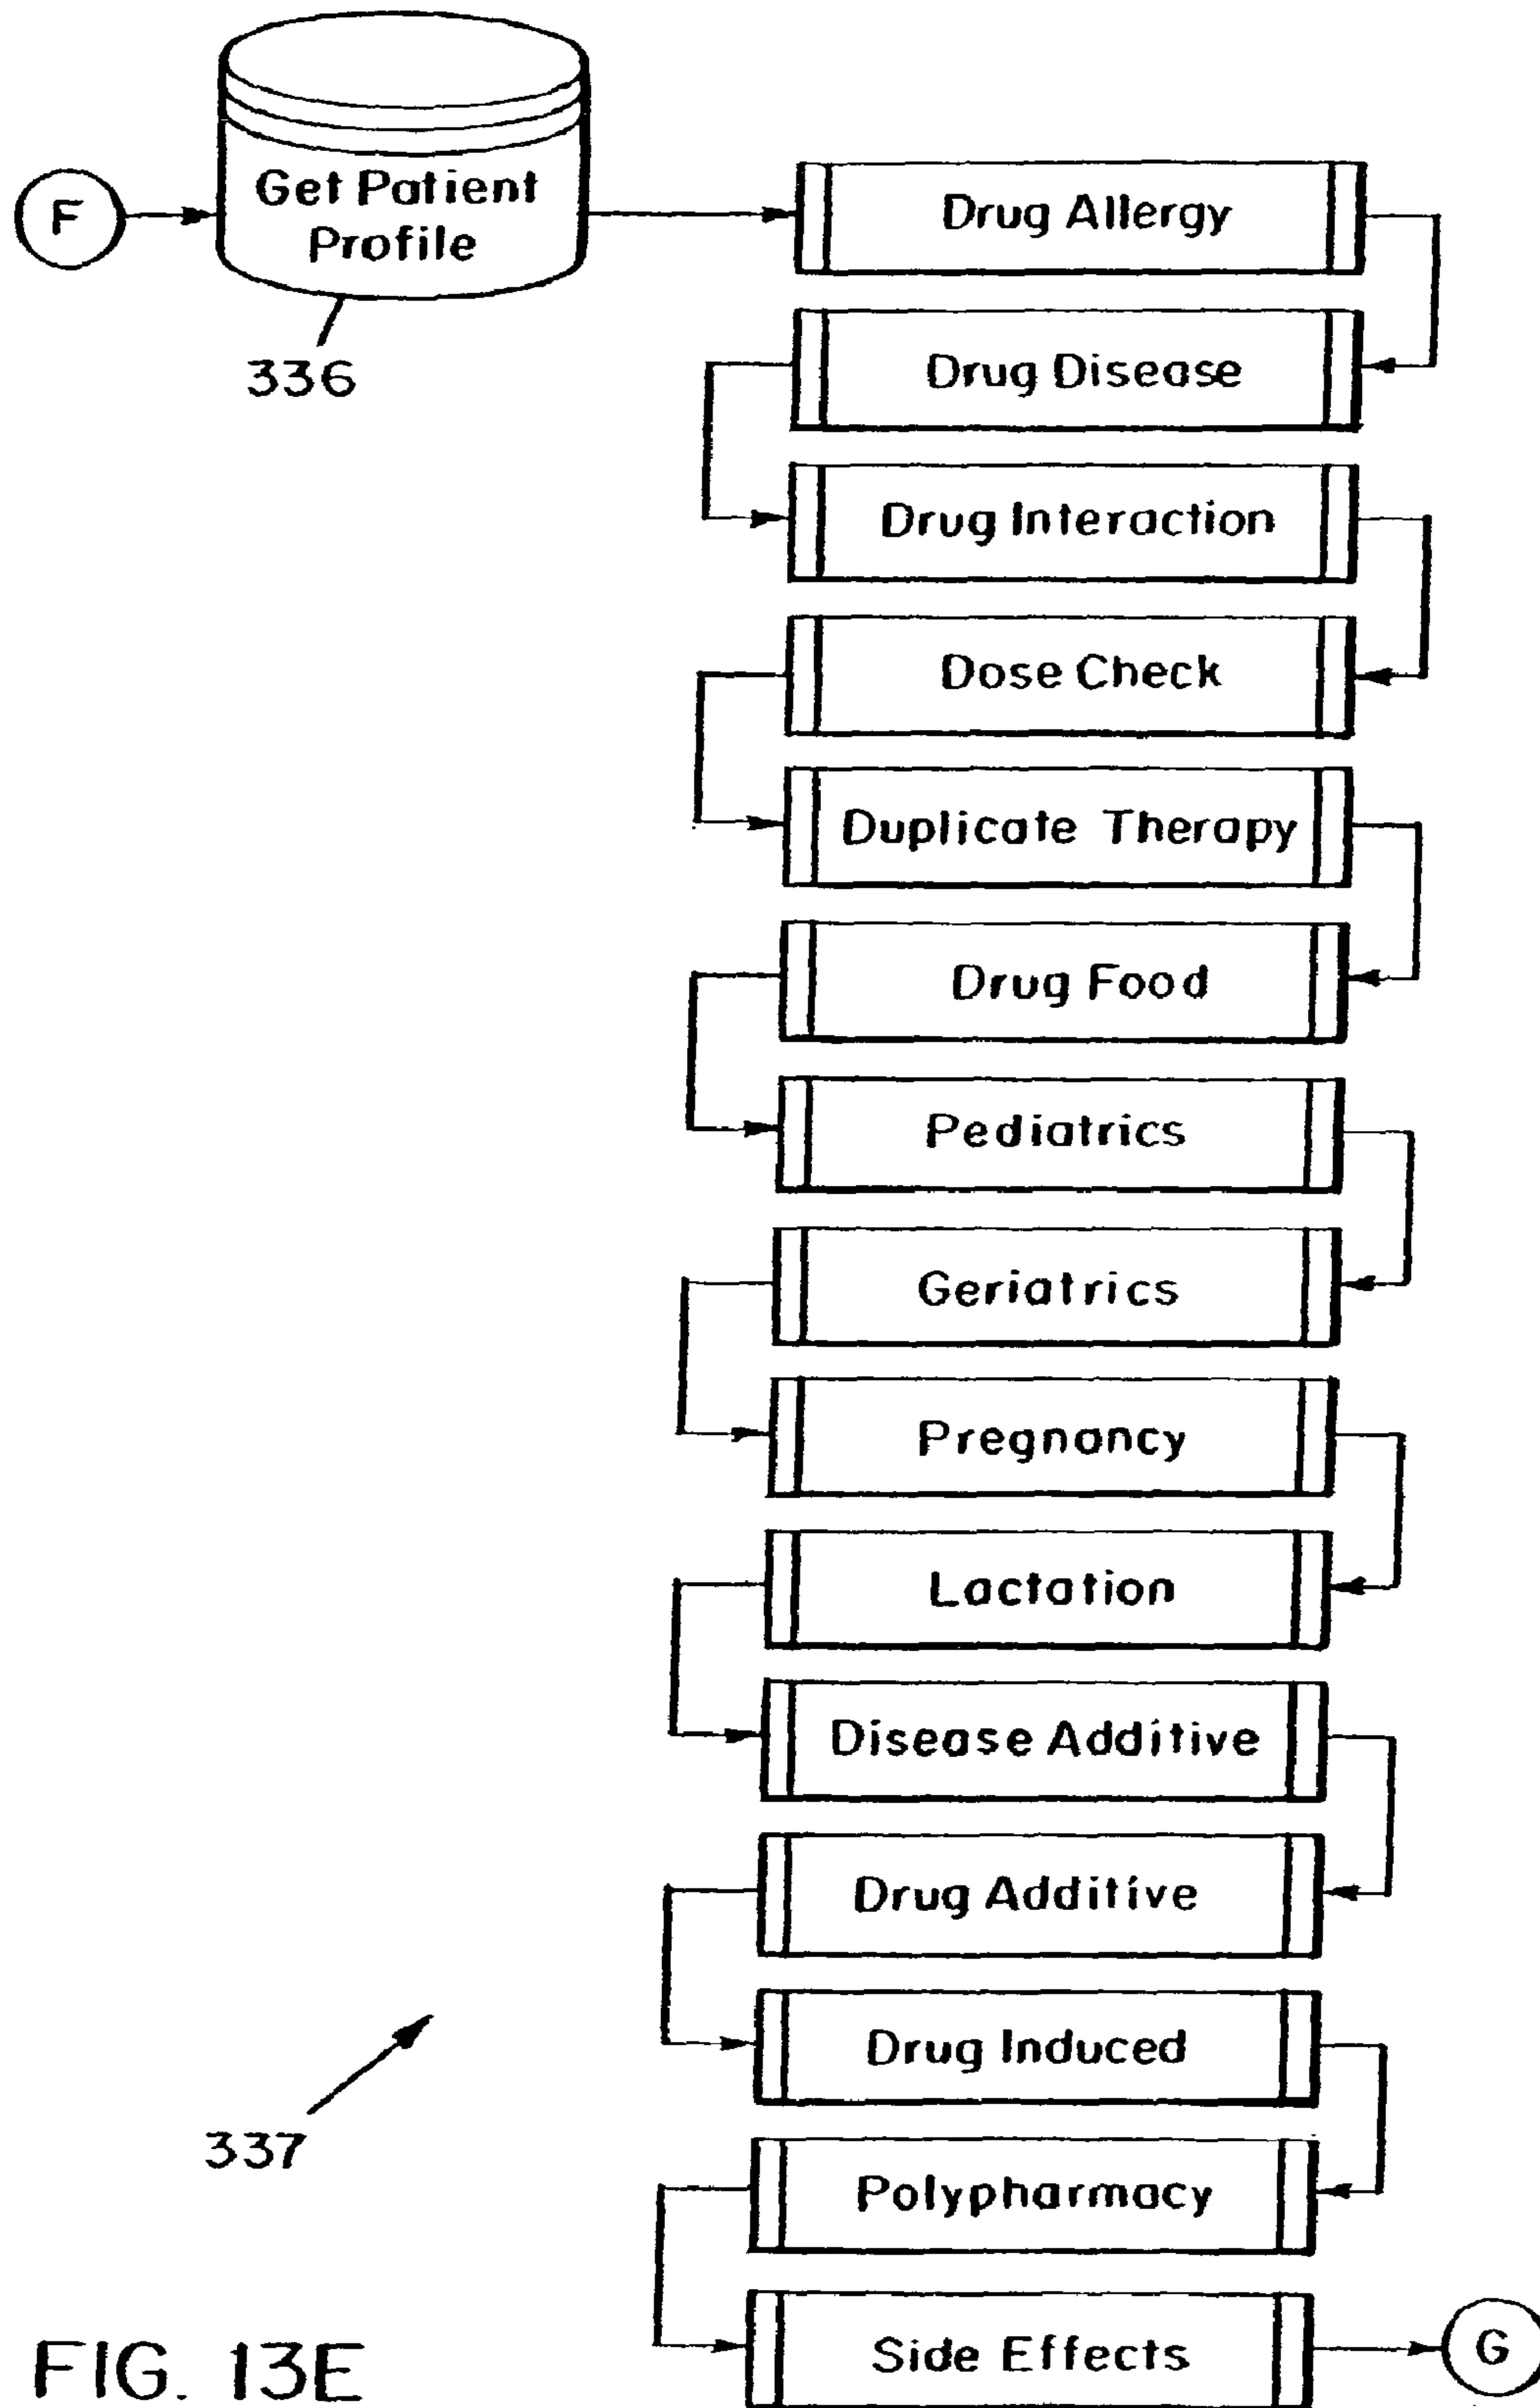 F
Get Patient
Profile
336
Drug Allergy
Drug Disease
Drug Interaction
Dose Check
Duplicate Therapy
Drug Food
Pediatrics
Geriatrics
Pregnancy
Lactation
Disease Additive
Drug Additive
Drug Induced
337
Polypharmacy
Side Effects
G
FIG. 13E